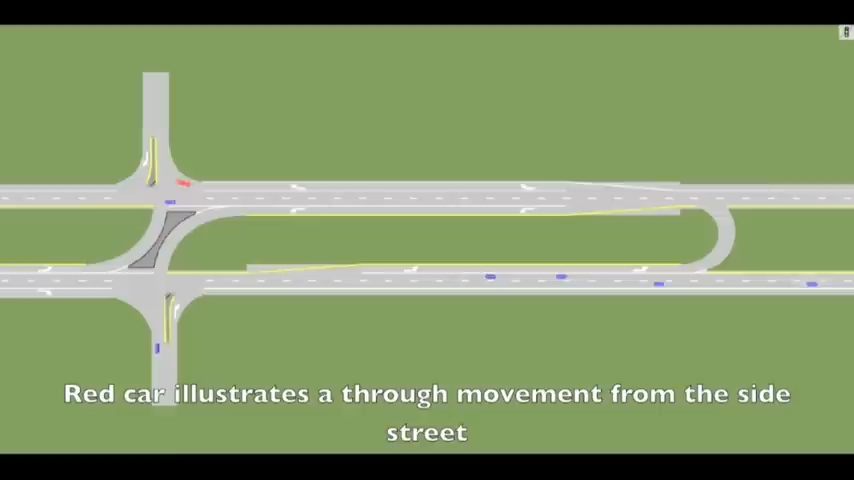 Red car illustrates a through movement from the side
street